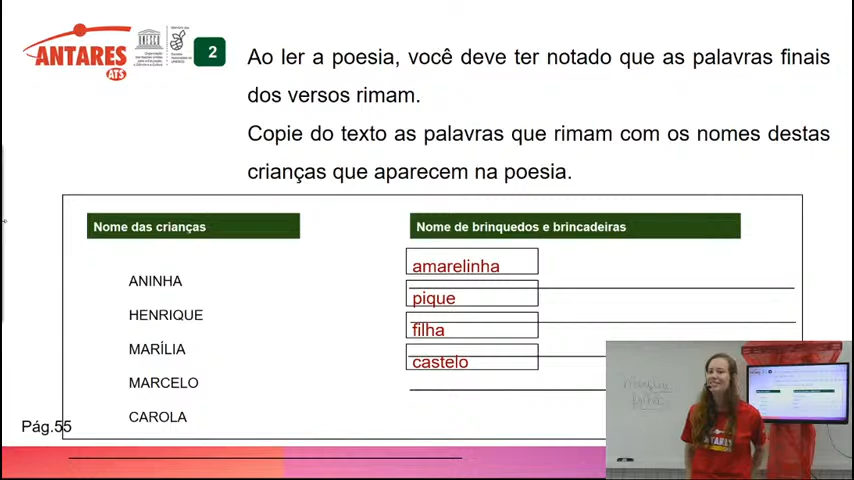 ANTARES
ATS
UNESCO
2
Ao ler a poesia, você deve ter notado que as palavras finais
dos versos rimam.
Copie do texto as palavras que rimam com os nomes destas
crianças que aparecem na poesia.
Nome das crianças
Nome de brinquedos e brincadeiras
ANINHA
amarelinha
HENRIQUE
pique
MARÍLIA
filha
MARCELO
castelo
CAROLA
Pág.55
ANTARES